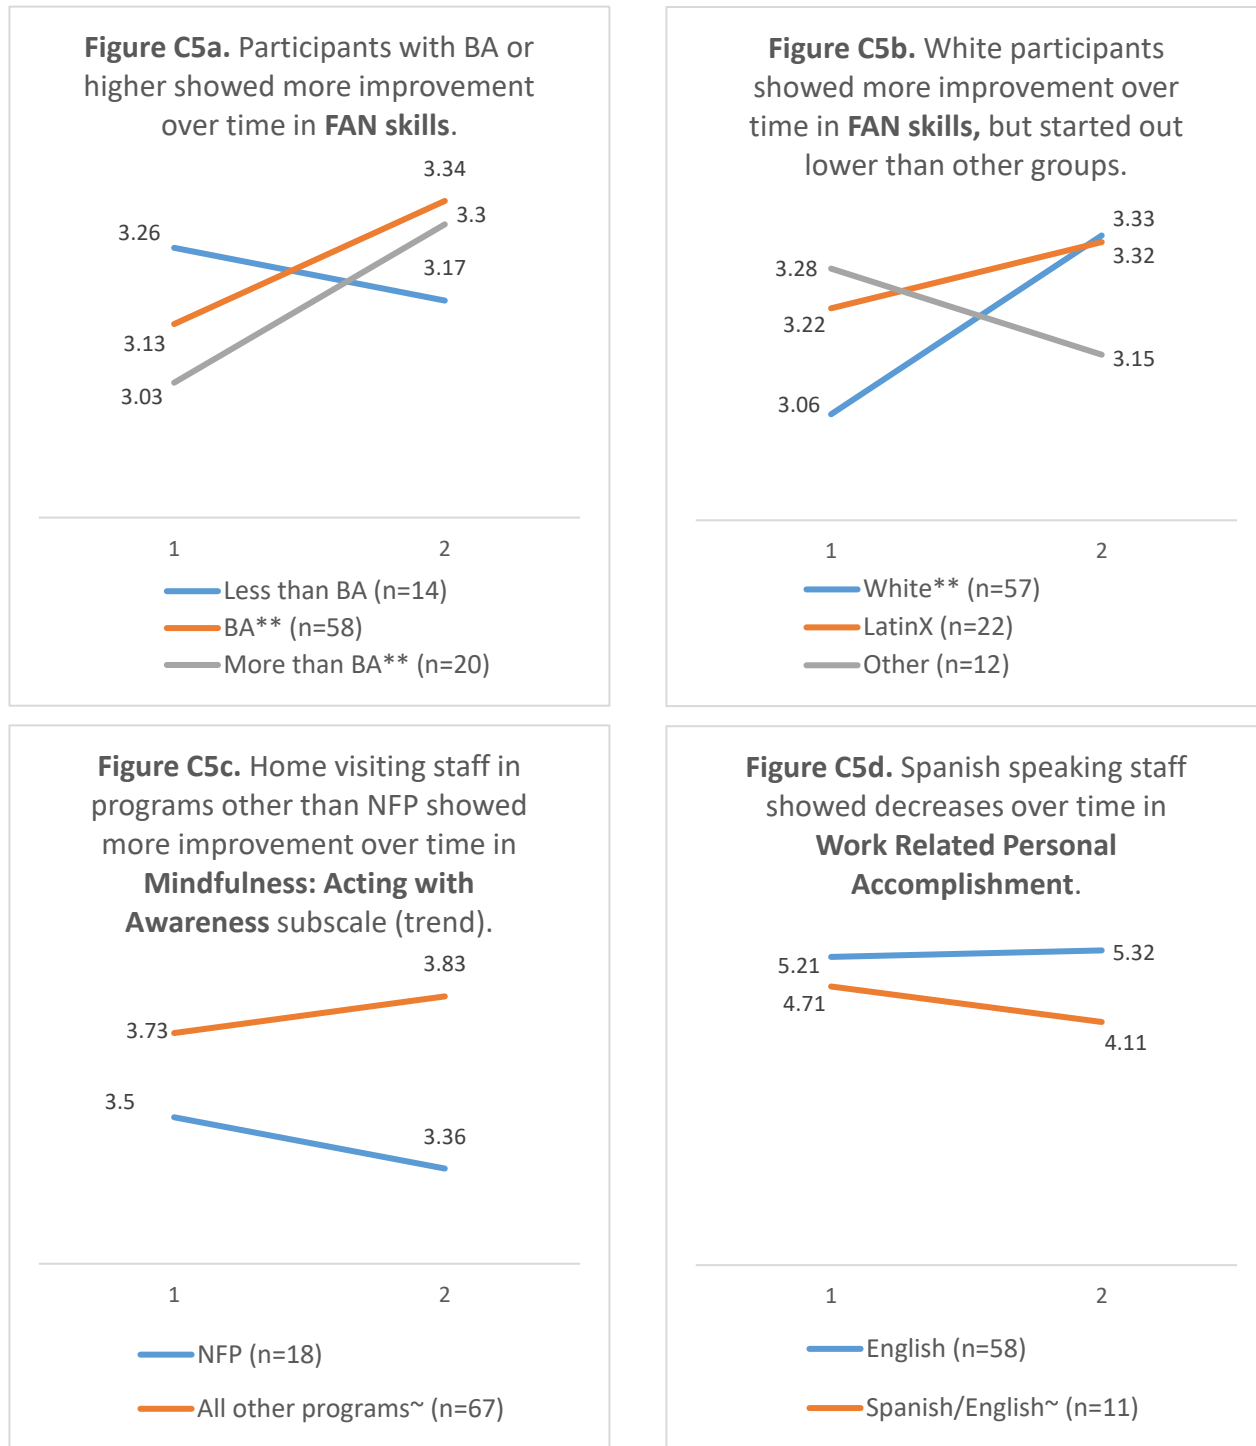 Figure C5a. Participants with BA or
higher showed more improvement
over time in FAN skills.
3.34
3.3
3.26
3.17
3.13
3.03
1
2
Less than BA (n=14)
BA** (n=58)
More than BA** (n=20)
Figure C5b. White participants
showed more improvement over
time in FAN skills, but started out
lower than other groups.
3.33
3.32
3.28
3.22
3.15
3.06
1
2
White** (n=57)
LatinX (n=22)
Other (n=12)
Figure C5c. Home visiting staff in
programs other than NFP showed
more improvement over time in
Mindfulness: Acting with
Awareness subscale (trend).
3.83
3.73
3.5
3.36
1
2
NFP (n=18)
All other programs~ (n=67)
Figure C5d. Spanish speaking staff
showed decreases over time in
Work Related Personal
Accomplishment.
5.21
5.32
4.71
4.11
1
2
English (n=58)
Spanish/English~ (n=11)